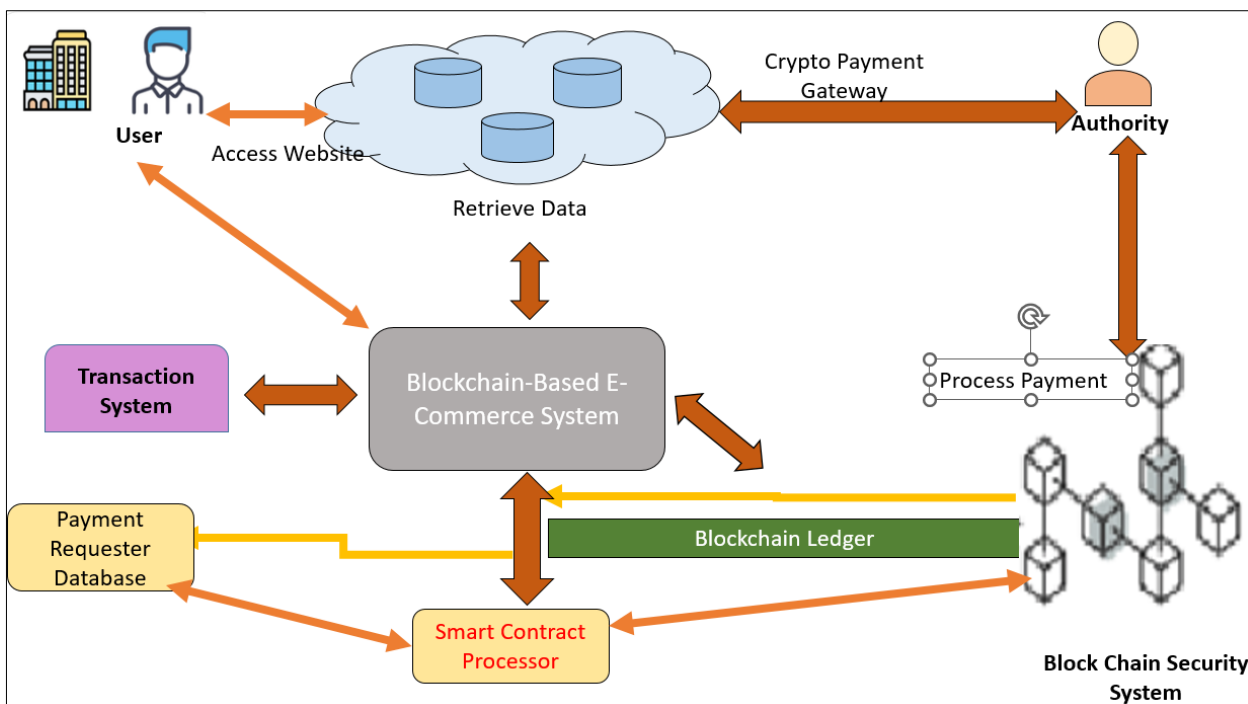 Crypto Payment
Gateway
User
Authority
Access Website
Retrieve Data
Process Payment
Transaction
System
Blockchain-Based E-
Commerce System
Payment
Requester
Database
Blockchain Ledger
Smart Contract
Processor
Block Chain Security
System